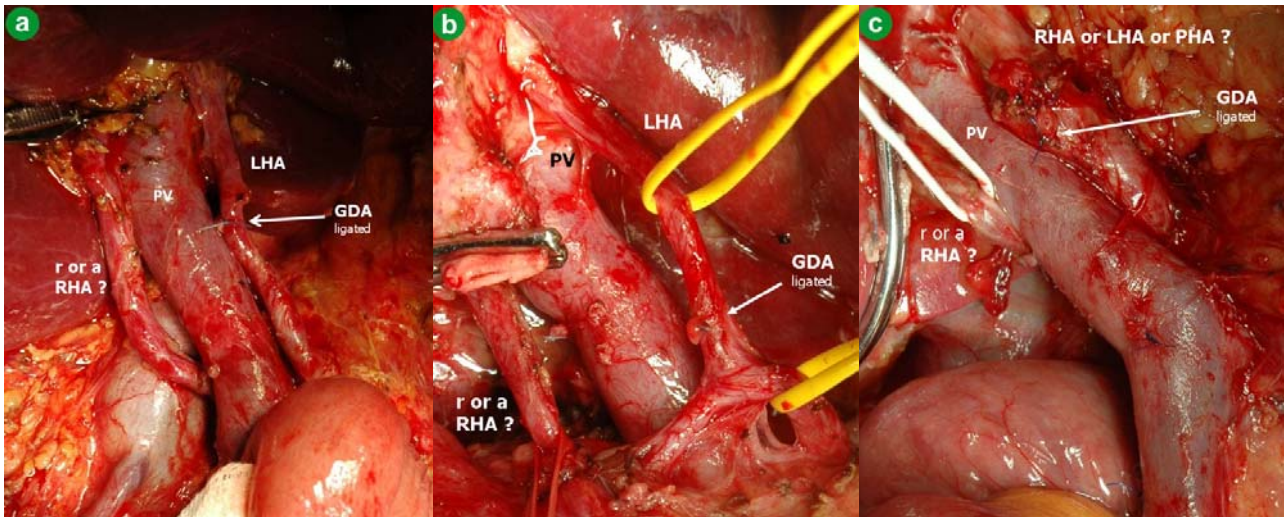 a
LHA
PV
GDA
ligated
r or a
RHA ?
b
LHA
PV
GDA
ligated
r or a
RHA ?
c
RHA or LHA or PHA ?
GDA
ligated
PV
r or a
RHA ?